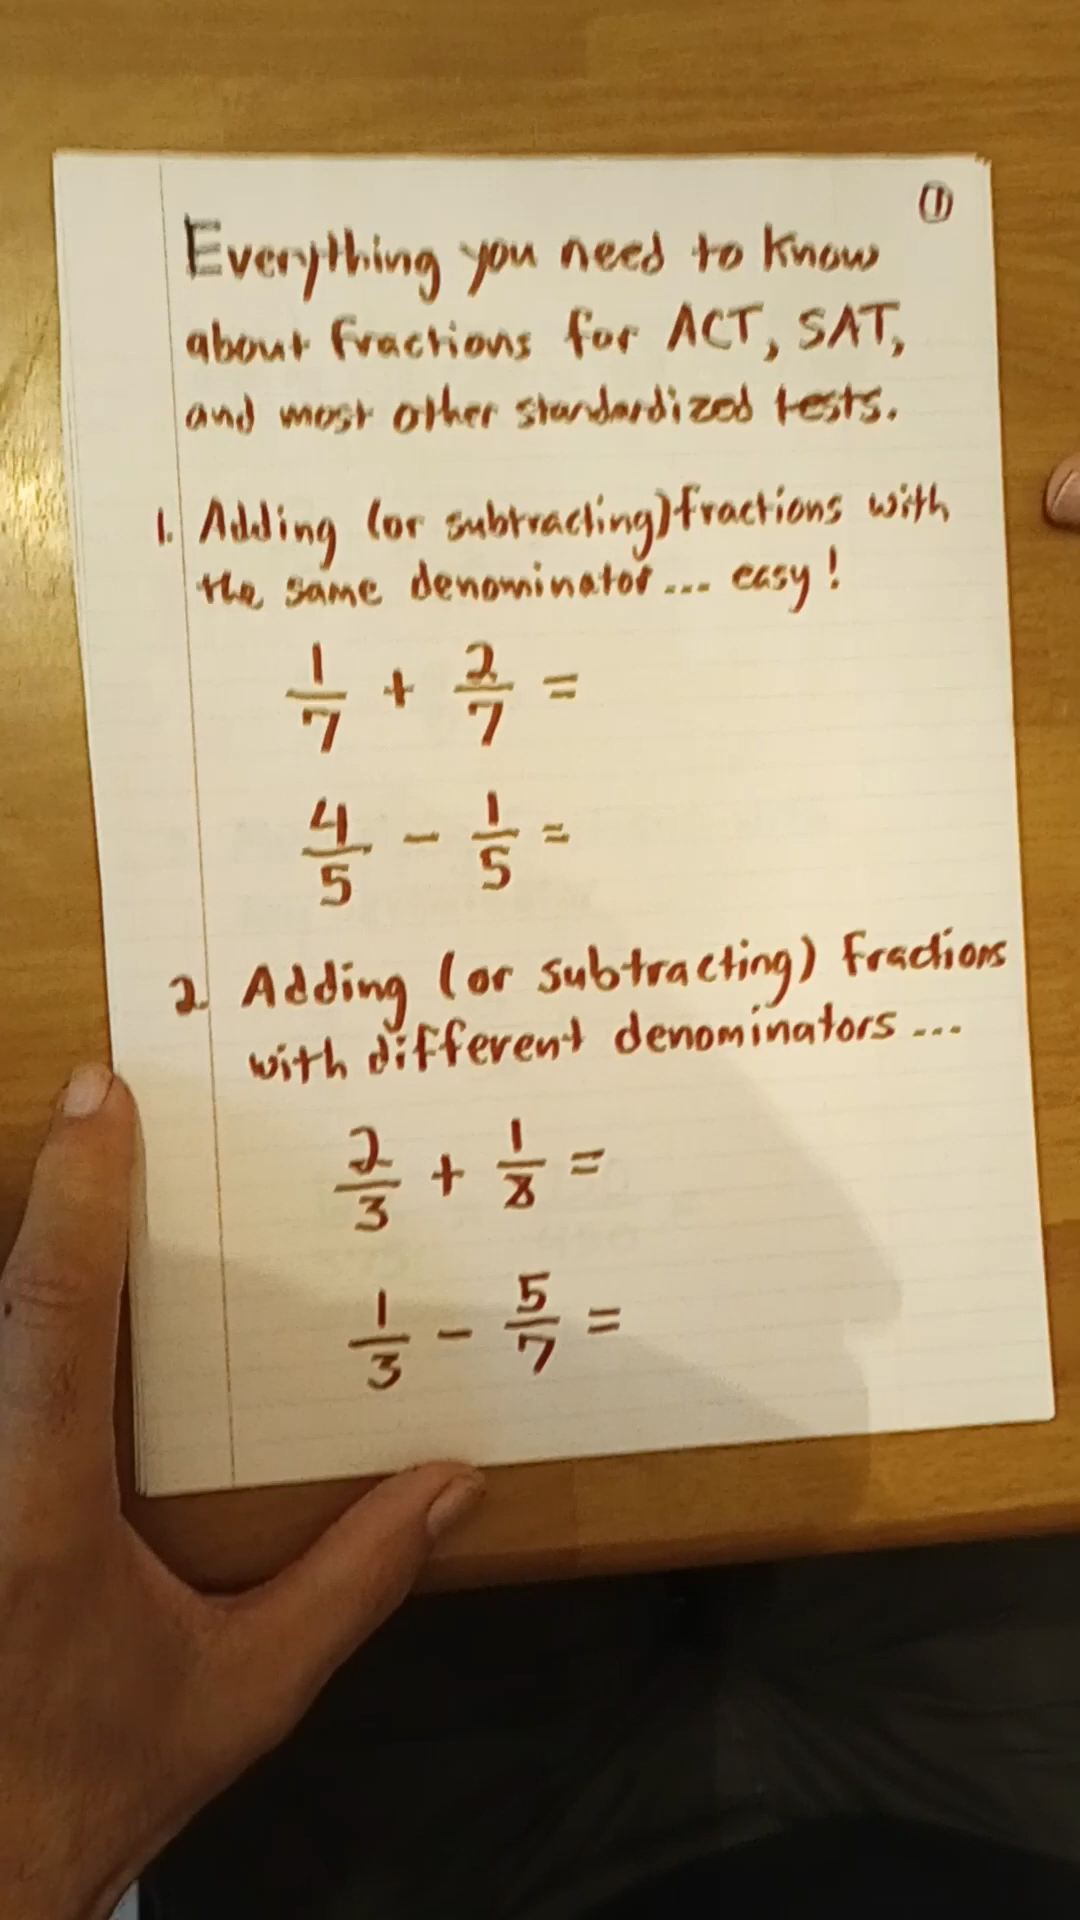 ①
Everything you need to know
about fractions for ACT, SAT,
and most other standardized tests.
1. Adding (or subtracting) fractions with
the same denominator... easy!
1/7 + 2/7 =
4/5 - 1/5 =
2. Adding (or subtracting) fractions
with different denominators...
2/3 + 1/8 =
1/3 - 5/7 =